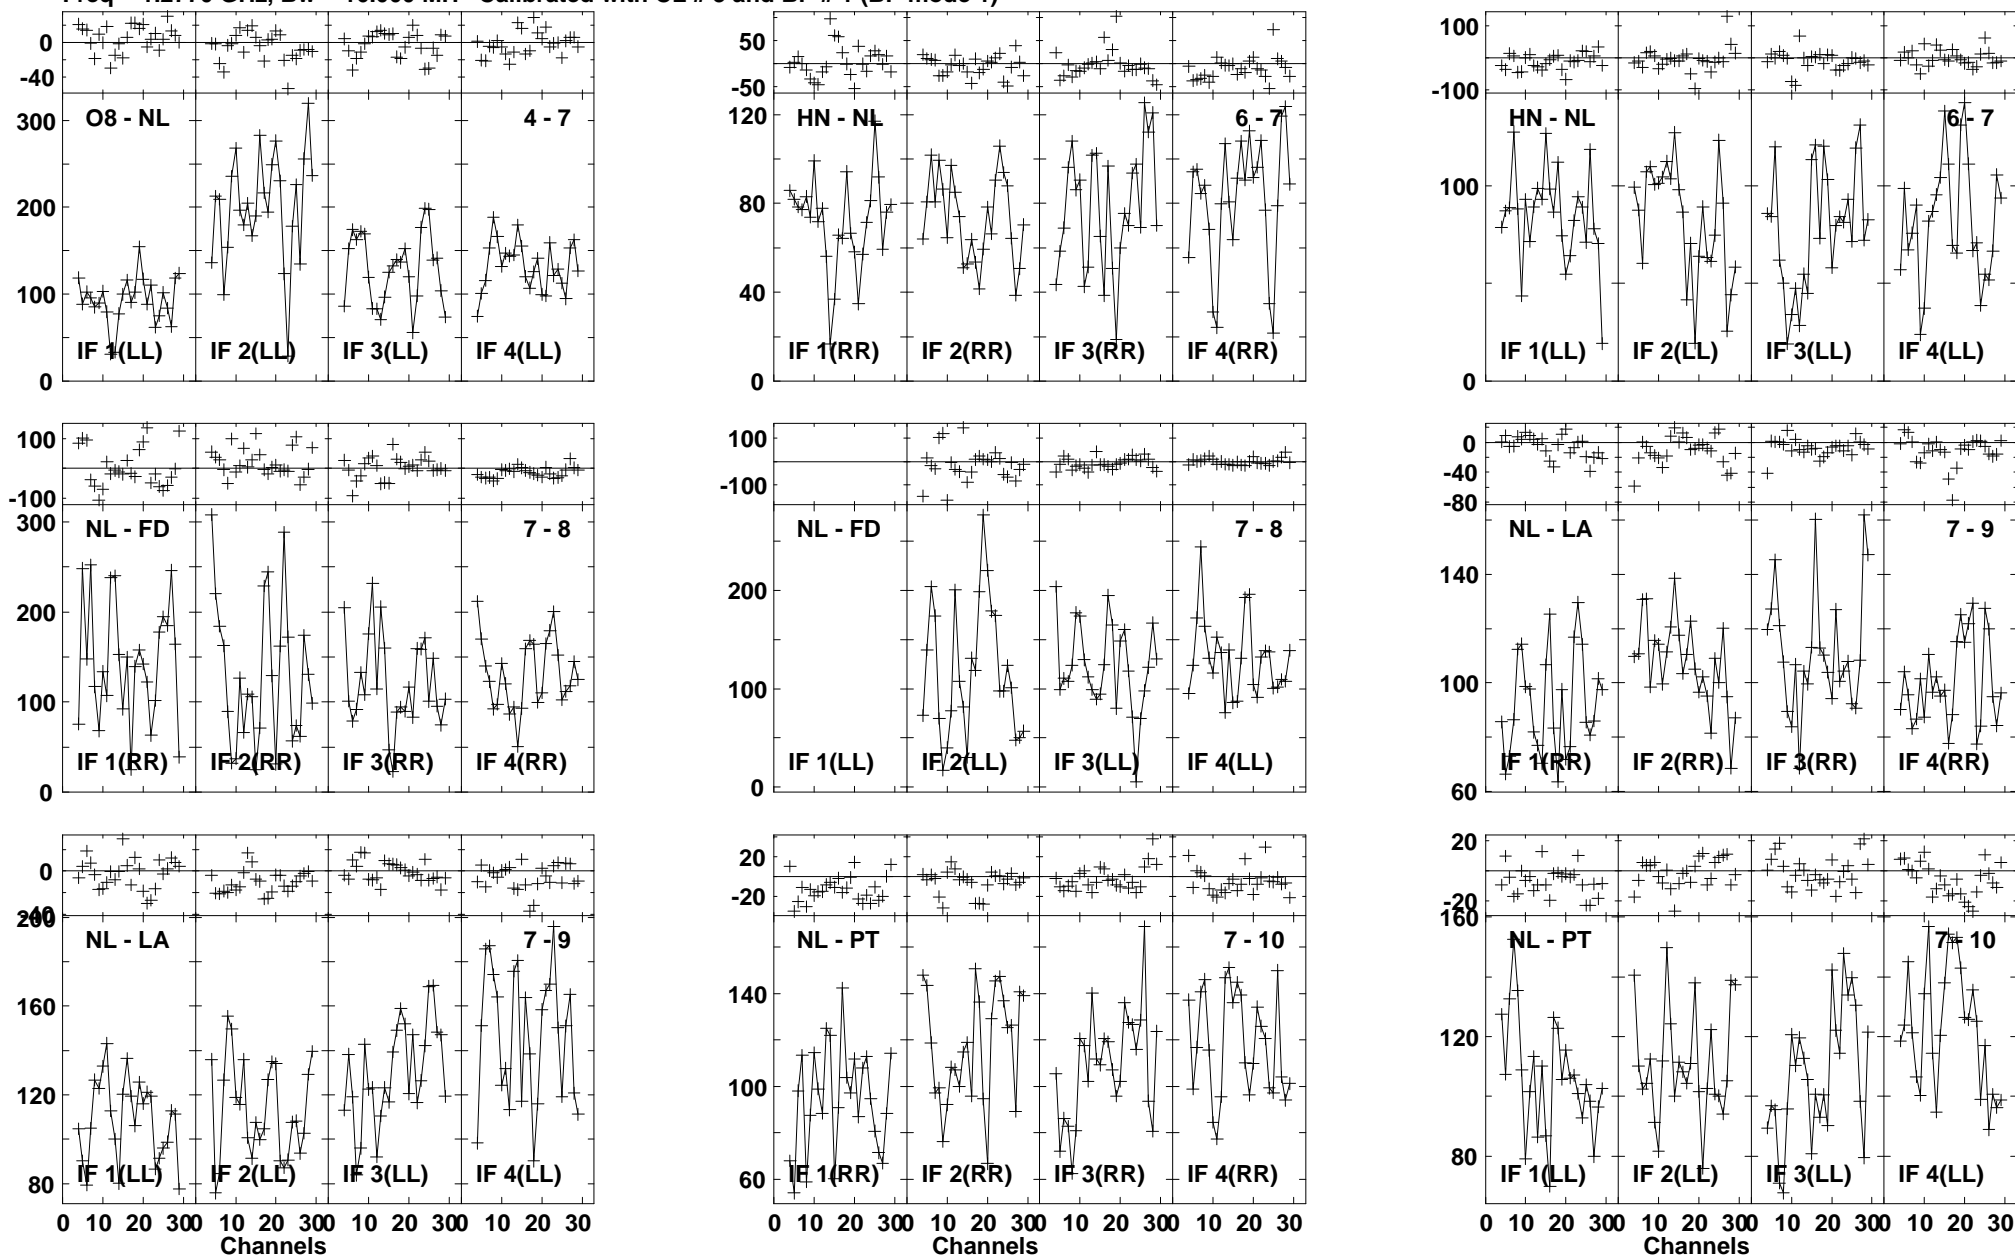 0
-40
O8 - NL
4 - 7
300
200
100
0
IF 1(LL)
IF 2(LL)
IF 3(LL)
IF 4(LL)
50
-50
HN - NL
6 - 7
120
80
40
0
IF 1(RR)
IF 2(RR)
IF 3(RR)
IF 4(RR)
100
-100
HN - NL
6 - 7
100
0
IF 1(LL)
IF 2(LL)
IF 3(LL)
IF 4(LL)
100
-100
NL - FD
7 - 8
300
200
100
0
IF 1(RR)
IF 2(RR)
IF 3(RR)
IF 4(RR)
100
-100
NL - FD
7 - 8
200
100
0
IF 1(LL)
IF 2(LL)
IF 3(LL)
IF 4(LL)
0
-40
-80
NL - LA
7 - 9
140
100
60
IF 1(RR)
IF 2(RR)
IF 3(RR)
IF 4(RR)
0
200
NL - LA
7 - 9
160
120
80
IF 1(LL)
IF 2(LL)
IF 3(LL)
IF 4(LL)
0 10 20 30 0 10 20 30 0 10 20 30 0 10 20 30
Channels
20
-20
NL - PT
7 - 10
140
100
60
IF 1(RR)
IF 2(RR)
IF 3(RR)
IF 4(RR)
0 10 20 30 0 10 20 30 0 10 20 30 0 10 20 30
Channels
20
-20
160
NL - PT
7 - 10
120
80
IF 1(LL)
IF 2(LL)
IF 3(LL)
IF 4(LL)
0 10 20 30 0 10 20 30 0 10 20 30 0 10 20 30
Channels